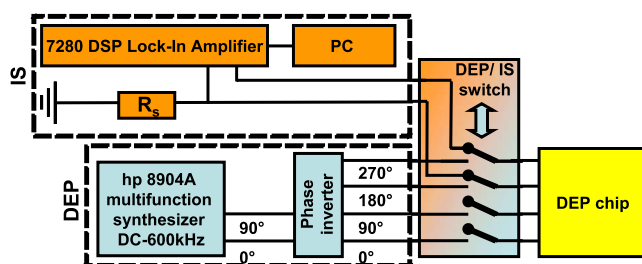 IS
7280 DSP Lock-In Amplifier
PC
Rs
DEP/ IS
switch
DEP
hp 8904A
multifunction
synthesizer
DC-600kHz
90°
0°
Phase
inverter
270°
180°
90°
0°
DEP chip